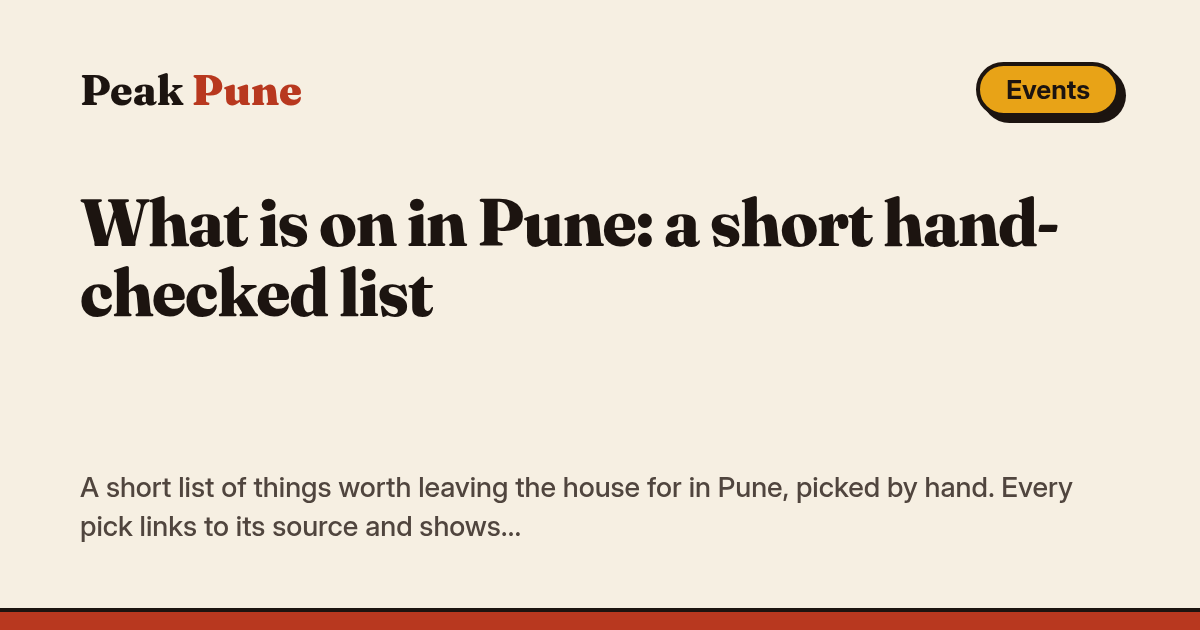 Peak Pune
Events
What is on in Pune: a short hand-
checked list
A short list of things worth leaving the house for in Pune, picked by hand. Every
pick links to its source and shows...